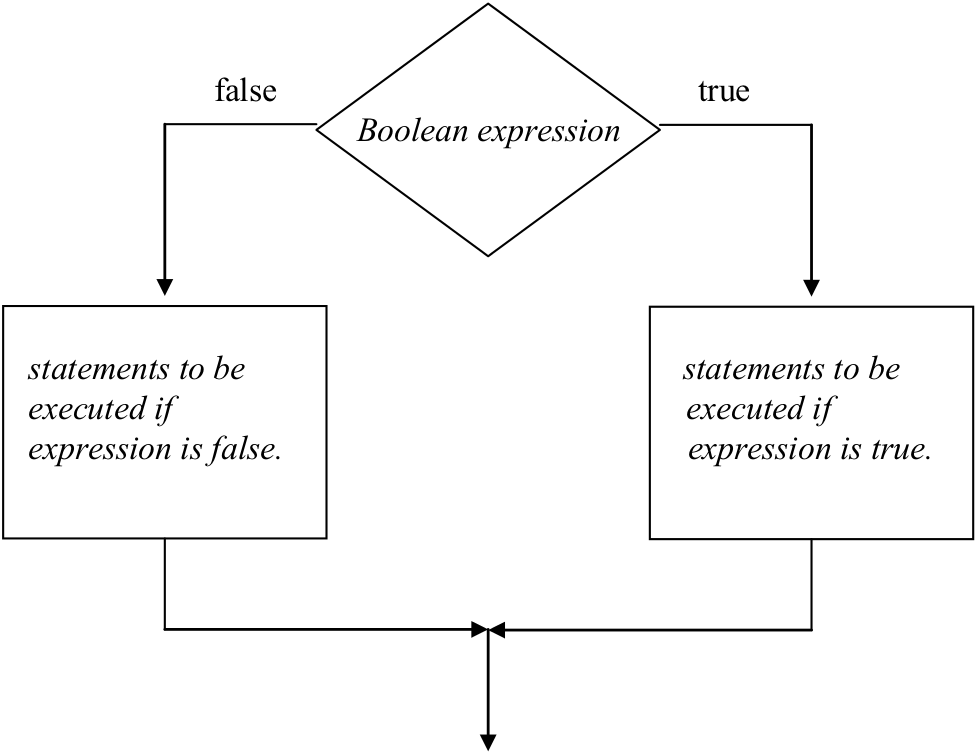 false
true
Boolean expression
statements to be
executed if
expression is false.
statements to be
executed if
expression is true.